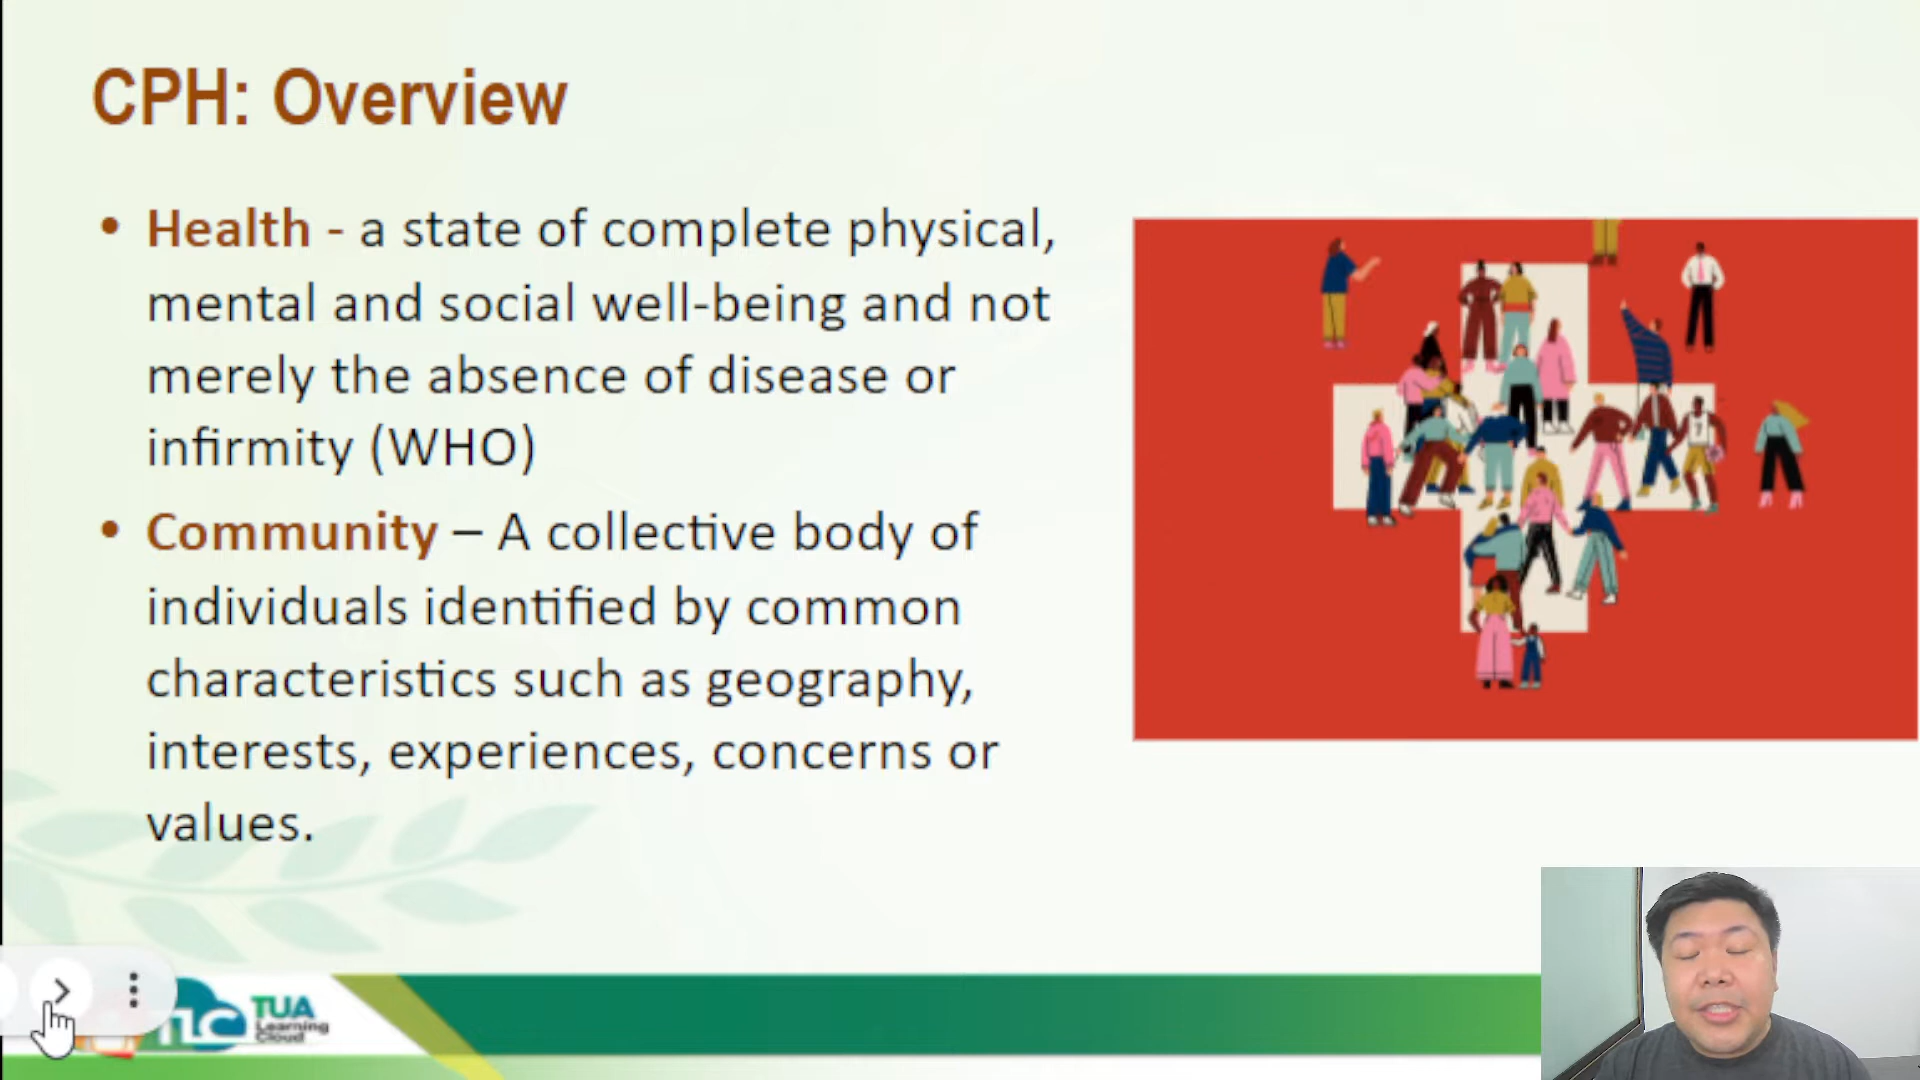 CPH: Overview
• Health - a state of complete physical,
mental and social well-being and not
merely the absence of disease or
infirmity (WHO)
• Community – A collective body of
individuals identified by common
characteristics such as geography,
interests, experiences, concerns or
values.
TUA
Learning
Cloud
7